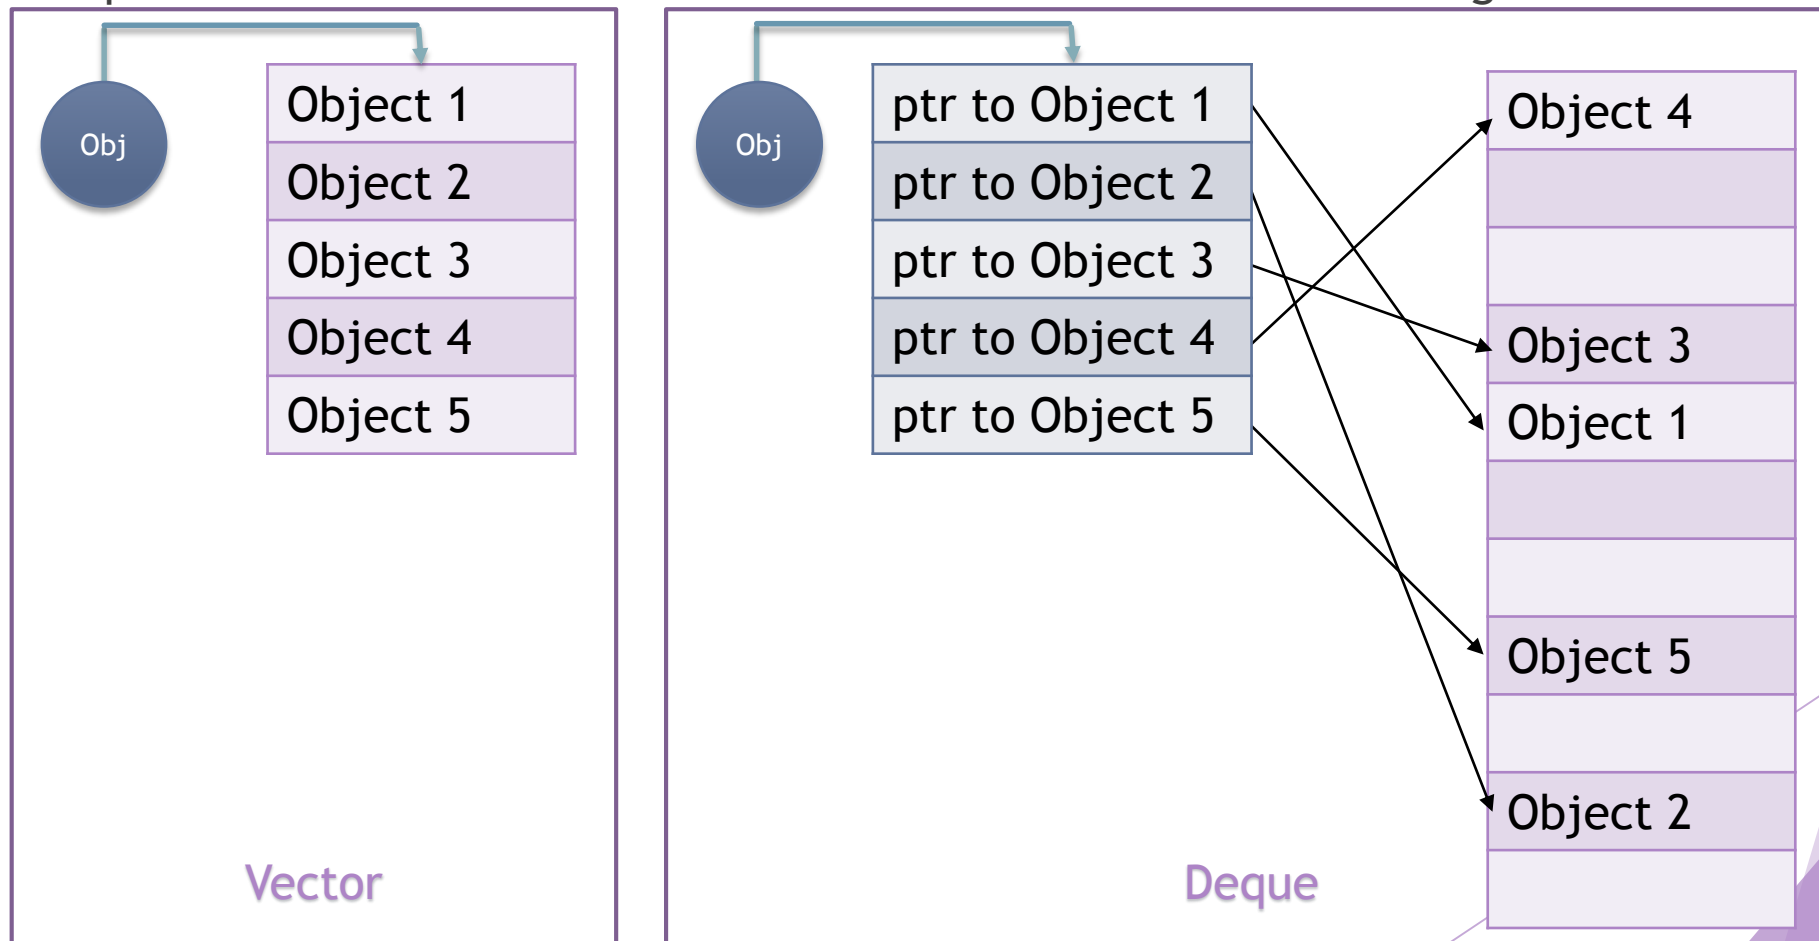 Obj
Object 1
Object 2
Object 3
Object 4
Object 5
Vector
Obj
ptr to Object 1
ptr to Object 2
ptr to Object 3
ptr to Object 4
ptr to Object 5
Object 4
Object 3
Object 1
Object 5
Object 2
Deque